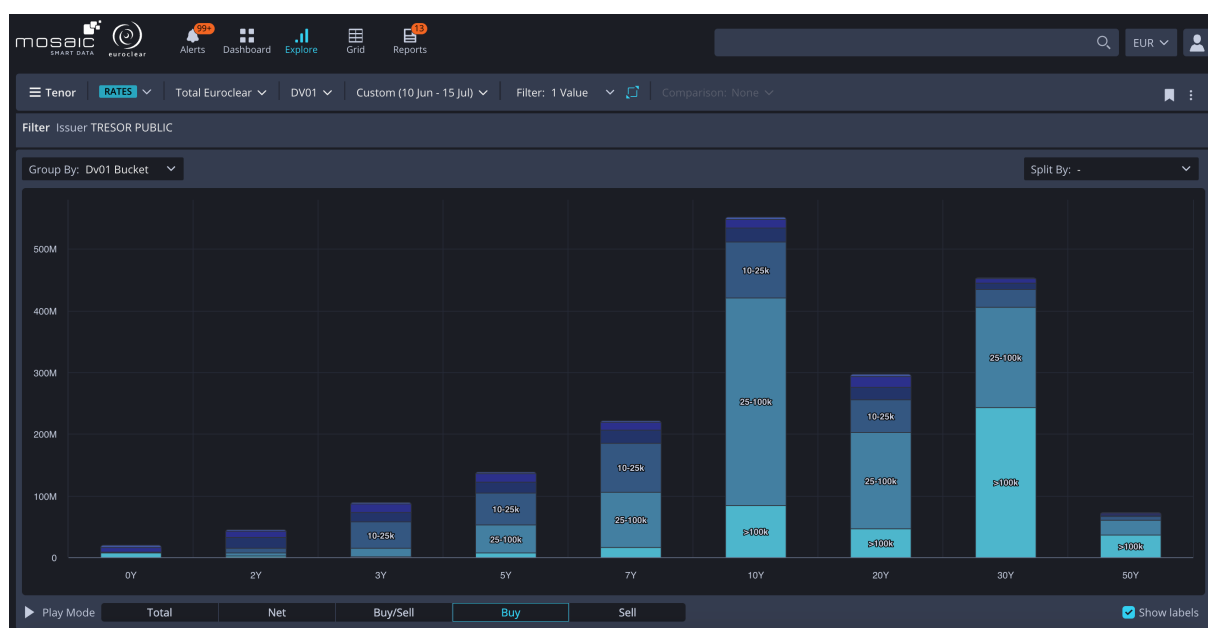 mosaic
SMART DATA
euroclear
99+
Alerts
Dashboard
Explore
Grid
13
Reports
EUR
Tenor
RATES
Total Euroclear
DV01
Custom (10 Jun - 15 Jul)
Filter: 1 Value
Comparison: None
Filter Issuer TRESOR PUBLIC
Group By: Dv01 Bucket
Split By: -
500M
400M
300M
200M
100M
0
10-25k
10-25k
25-100k
10-25k
25-100k
10-25k
25-100k
>100k
10-25k
25-100k
>100k
25-100k
>100k
>100k
0Y
2Y
3Y
5Y
7Y
10Y
20Y
30Y
50Y
Play Mode
Total
Net
Buy/Sell
Buy
Sell
Show labels